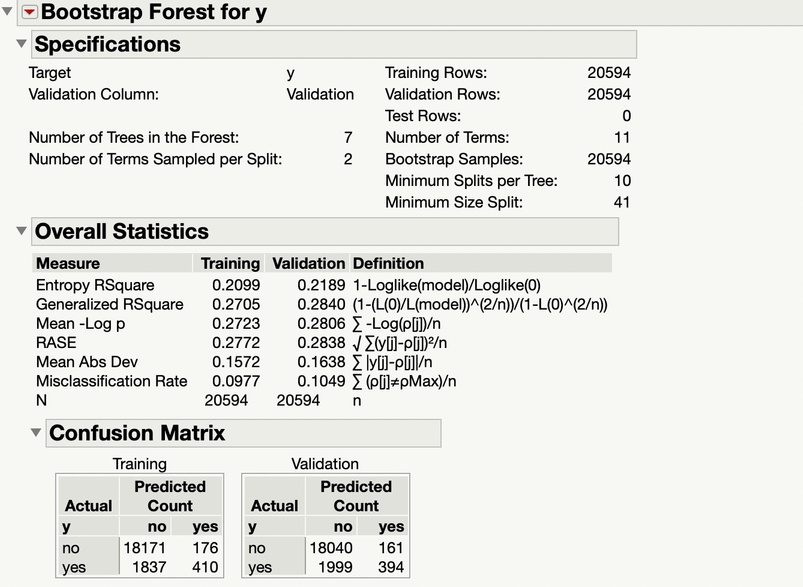 Bootstrap Forest for y
Specifications
Target y Training Rows: 20594
Validation Column: Validation Validation Rows: 20594
Test Rows: 0
Number of Trees in the Forest: 7 Number of Terms: 11
Number of Terms Sampled per Split: 2 Bootstrap Samples: 20594
Minimum Splits per Tree: 10
Minimum Size Split: 41
Overall Statistics
Measure Training Validation Definition
Entropy RSquare 0.2099 0.2189 1-Loglike(model)/Loglike(0)
Generalized RSquare 0.2705 0.2840 (1-(L(0)/L(model))^(2/n))/(1-L(0)^(2/n))
Mean -Log p 0.2723 0.2806 ∑ -Log(ρ[j])/n
RASE 0.2772 0.2838 √ ∑(y[j]-ρ[j])²/n
Mean Abs Dev 0.1572 0.1638 ∑ |y[j]-ρ[j]|/n
Misclassification Rate 0.0977 0.1049 ∑ (ρ[j]≠ρMax)/n
N 20594 20594 n
Confusion Matrix
Training Validation
Predicted Predicted
Actual Count Actual Count
y no yes y no yes
no 18171 176 no 18040 161
yes 1837 410 yes 1999 394